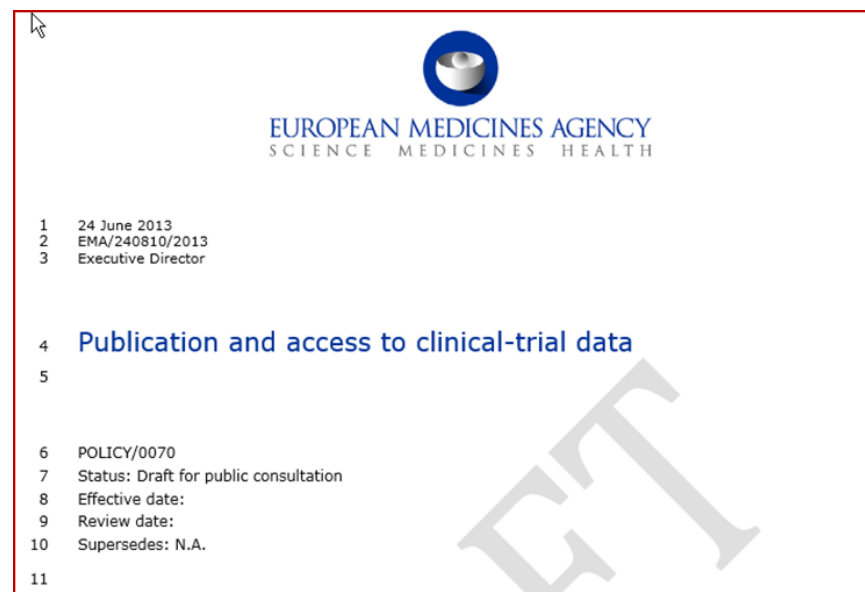 EUROPEAN MEDICINES AGENCY
SCIENCE MEDICINES HEALTH
1 24 June 2013
2 EMA/240810/2013
3 Executive Director
4 Publication and access to clinical-trial data
5
6 POLICY/0070
7 Status: Draft for public consultation
8 Effective date:
9 Review date:
10 Supersedes: N.A.
11